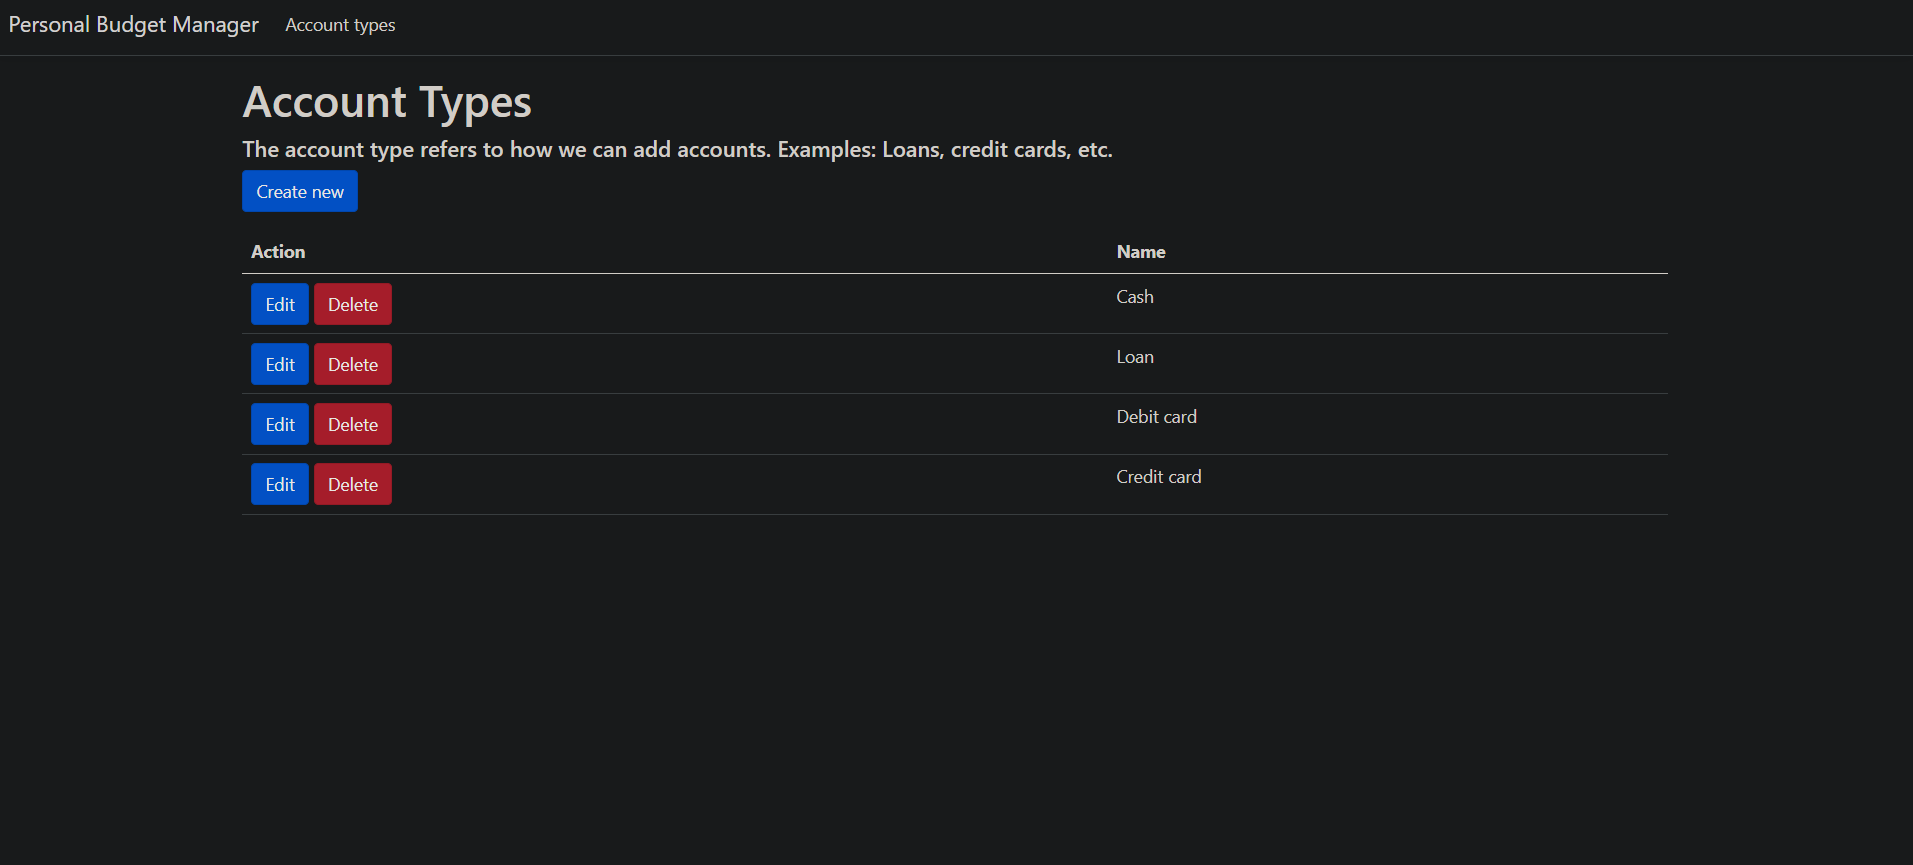 Personal Budget Manager Account types
Account Types
The account type refers to how we can add accounts. Examples: Loans, credit cards, etc.
Create new
Action Name
Edit Delete Cash
Edit Delete Loan
Edit Delete Debit card
Edit Delete Credit card